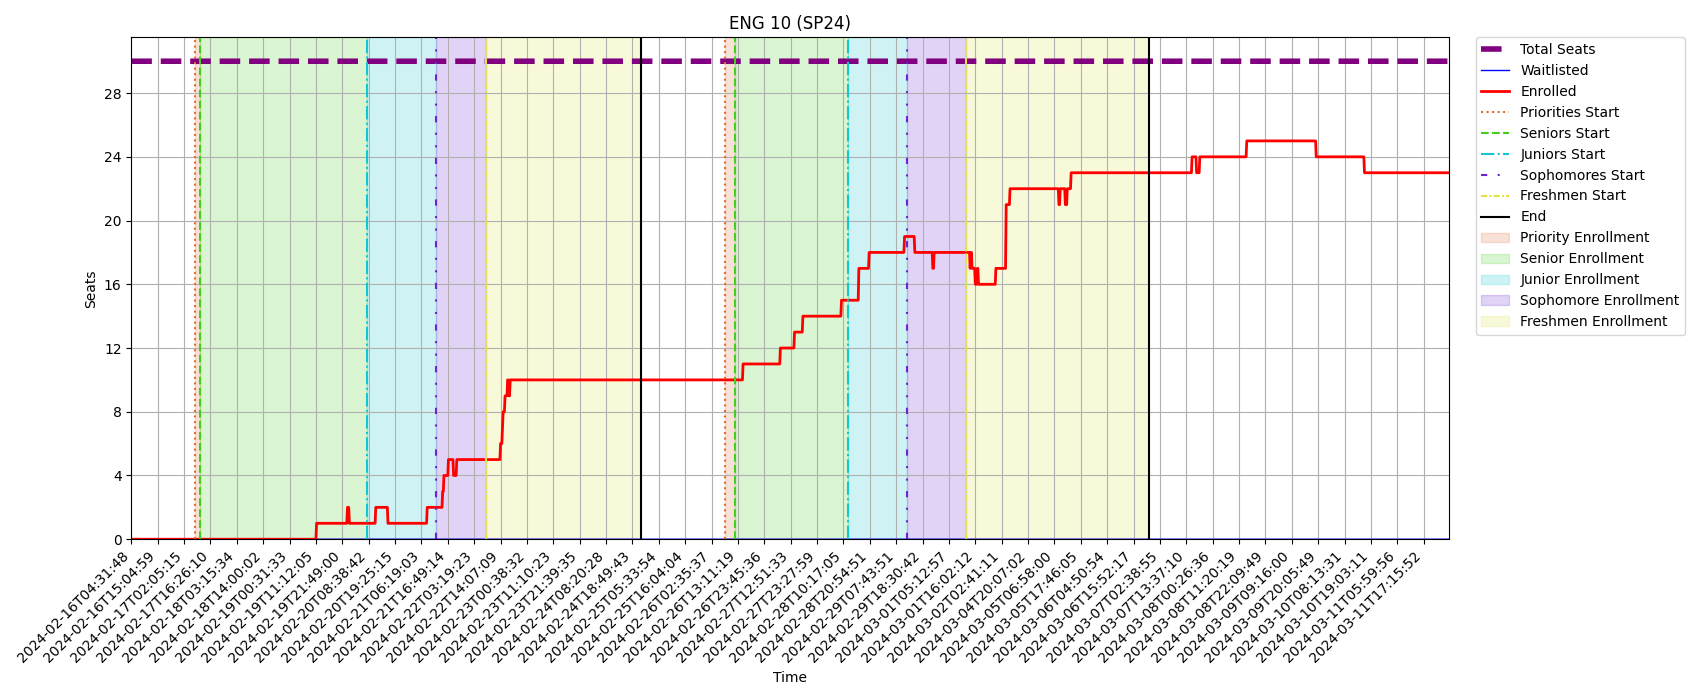 ENG 10 (SP24)
Seats
28
24
20
16
12
8
4
0
2024-02-16T04:31:48
2024-02-16T15:04:59
2024-02-17T02:05:15
2024-02-17T16:26:10
2024-02-18T03:15:34
2024-02-18T14:00:02
2024-02-19T00:31:33
2024-02-19T11:12:05
2024-02-19T21:49:00
2024-02-20T08:38:42
2024-02-20T19:25:15
2024-02-21T06:19:03
2024-02-21T16:49:14
2024-02-22T03:19:23
2024-02-22T14:07:09
2024-02-23T00:38:32
2024-02-23T11:10:23
2024-02-23T21:39:35
2024-02-24T08:20:28
2024-02-24T18:49:43
2024-02-25T05:33:54
2024-02-25T16:04:04
2024-02-26T02:35:37
2024-02-26T13:11:19
2024-02-26T23:45:36
2024-02-27T12:51:33
2024-02-27T23:27:59
2024-02-28T10:17:05
2024-02-28T20:54:51
2024-02-29T07:43:51
2024-02-29T18:30:42
2024-03-01T05:12:57
2024-03-01T16:02:12
2024-03-02T02:41:11
2024-03-04T20:07:02
2024-03-05T06:58:00
2024-03-05T17:46:05
2024-03-06T04:50:54
2024-03-06T15:52:17
2024-03-07T02:38:55
2024-03-07T13:37:10
2024-03-08T00:26:36
2024-03-08T11:20:19
2024-03-08T22:09:49
2024-03-09T09:16:00
2024-03-09T20:05:49
2024-03-10T08:13:31
2024-03-10T19:03:11
2024-03-11T05:59:56
2024-03-11T17:15:52
Time
Total Seats
Waitlisted
Enrolled
Priorities Start
Seniors Start
Juniors Start
Sophomores Start
Freshmen Start
End
Priority Enrollment
Senior Enrollment
Junior Enrollment
Sophomore Enrollment
Freshmen Enrollment